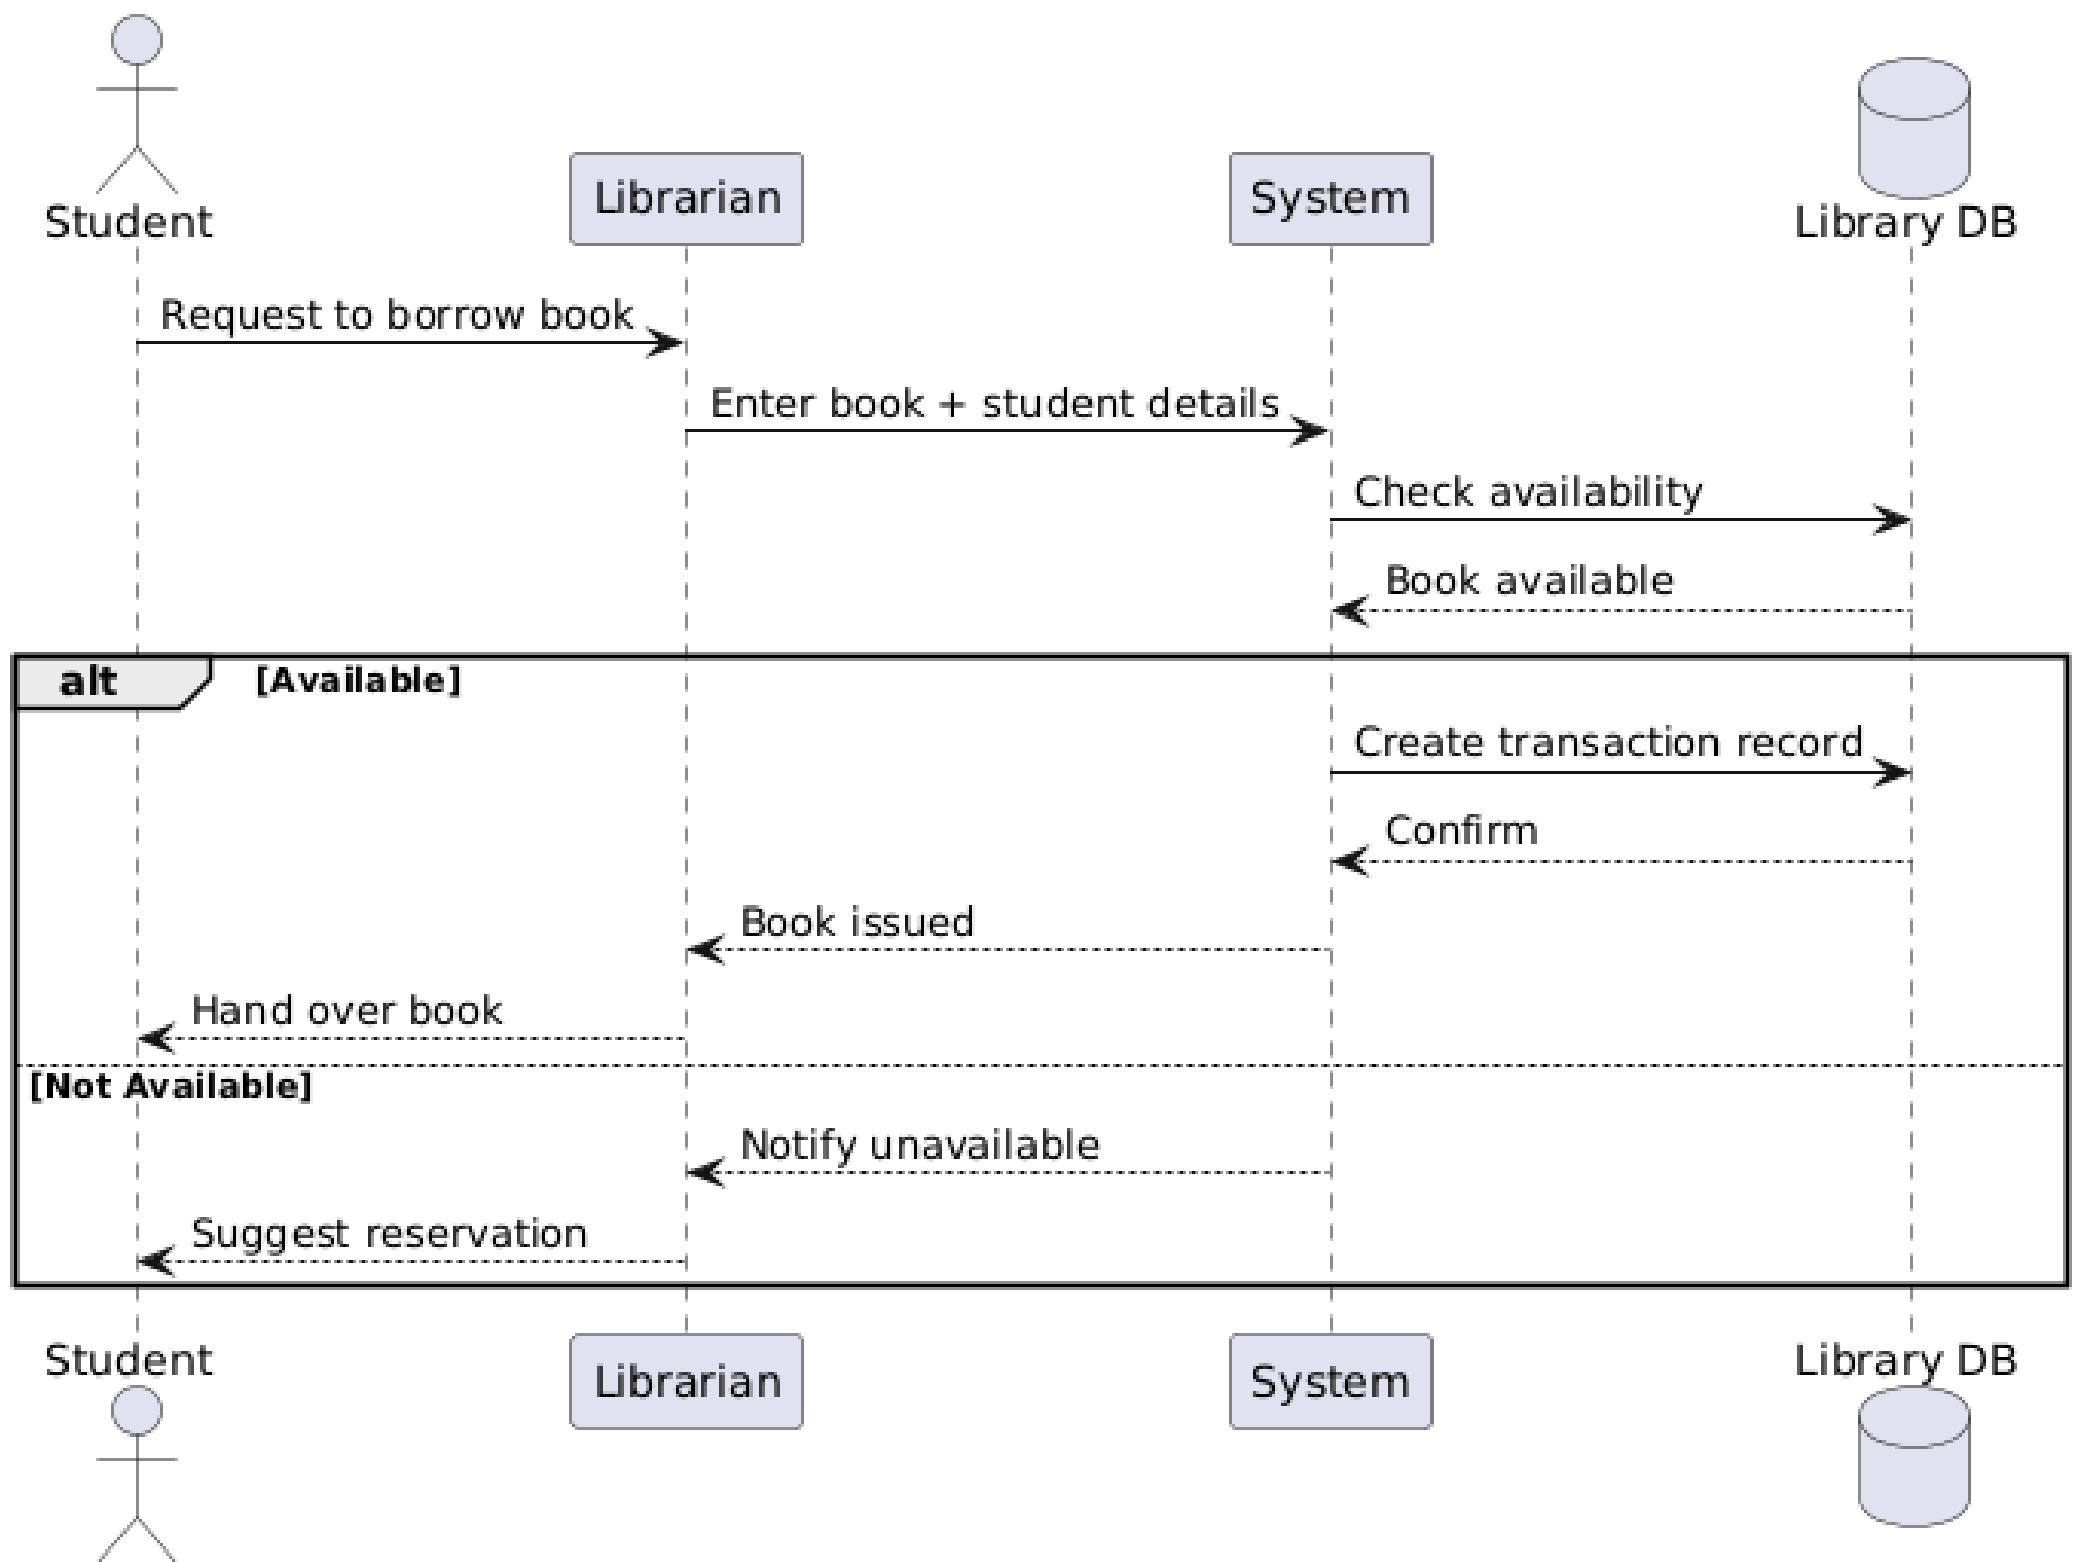 Student
Librarian
System
Library DB
Request to borrow book
Enter book + student details
Check availability
Book available
alt
[Available]
Create transaction record
Confirm
Book issued
Hand over book
[Not Available]
Notify unavailable
Suggest reservation
Student
Librarian
System
Library DB